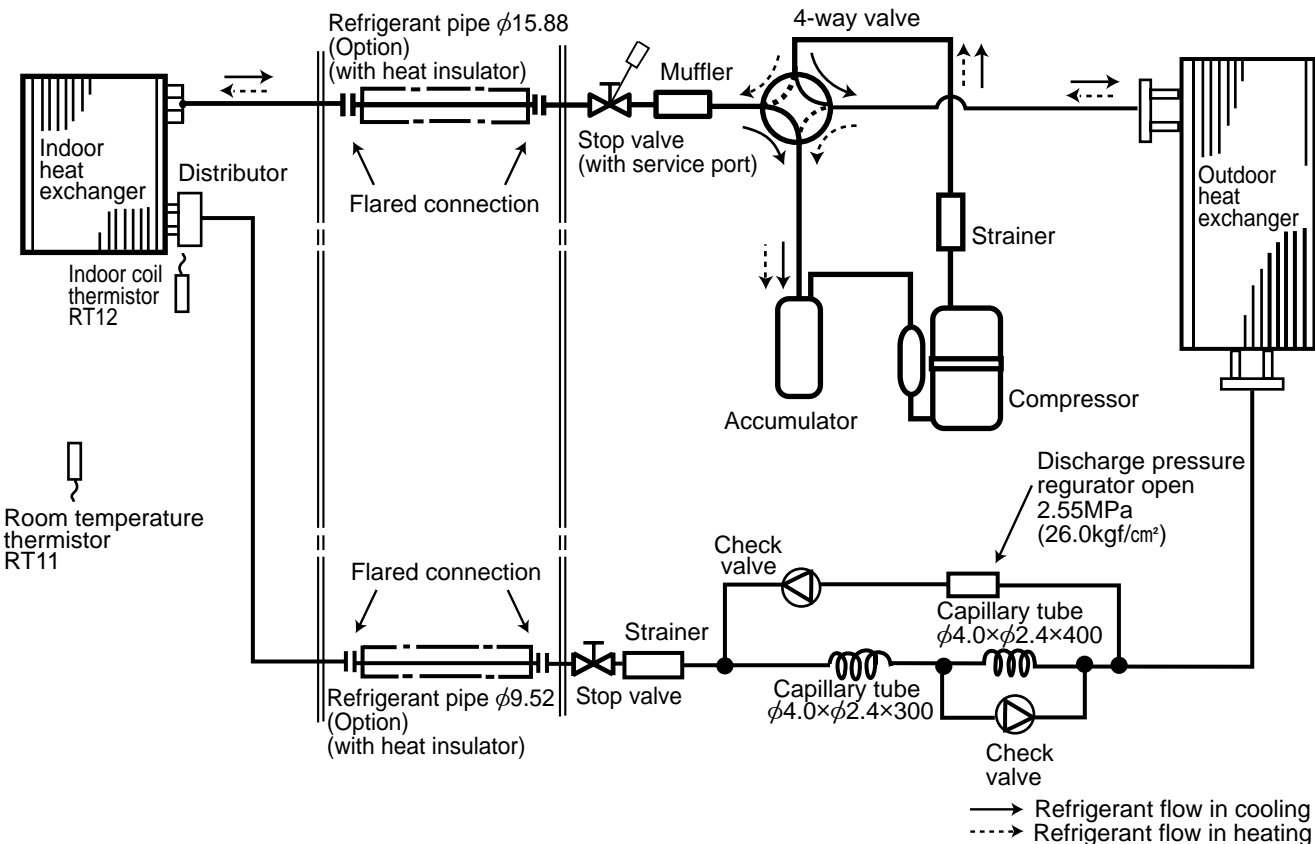 4-way valve
Refrigerant pipe ϕ15.88
(Option)
(with heat insulator)
Muffler
Indoor
heat
exchanger
Distributor
Stop valve
(with service port)
Flared connection
Outdoor
heat
exchanger
Strainer
Indoor coil
thermistor
RT12
Accumulator
Compressor
Discharge pressure
regurator open
2.55MPa
(26.0kgf/cm²)
Room temperature
thermistor
RT11
Flared connection
Check
valve
Strainer
Capillary tube
ϕ4.0×ϕ2.4×400
Stop valve
Capillary tube
ϕ4.0×ϕ2.4×300
Refrigerant pipe ϕ9.52
(Option)
(with heat insulator)
Check
valve
Refrigerant flow in cooling
Refrigerant flow in heating